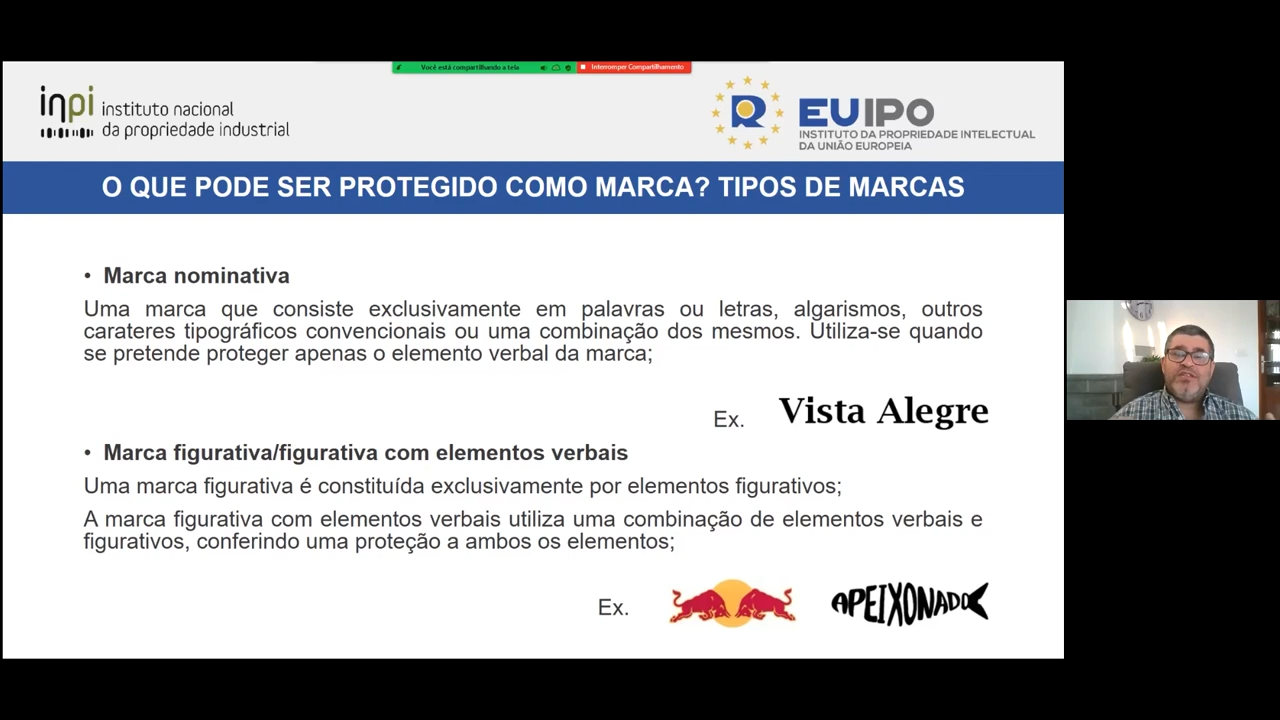 Você está compartilhando a tela
Interromper Compartilhamento
inpi instituto nacional
da propriedade industrial
EUIPO
INSTITUTO DA PROPRIEDADE INTELECTUAL
DA UNIÃO EUROPEIA
O QUE PODE SER PROTEGIDO COMO MARCA? TIPOS DE MARCAS
• Marca nominativa
Uma marca que consiste exclusivamente em palavras ou letras, algarismos, outros
carateres tipográficos convencionais ou uma combinação dos mesmos. Utiliza-se quando
se pretende proteger apenas o elemento verbal da marca;
Ex. Vista Alegre
• Marca figurativa/figurativa com elementos verbais
Uma marca figurativa é constituída exclusivamente por elementos figurativos;
A marca figurativa com elementos verbais utiliza uma combinação de elementos verbais e
figurativos, conferindo uma proteção a ambos os elementos;
Ex. APEIXONADO